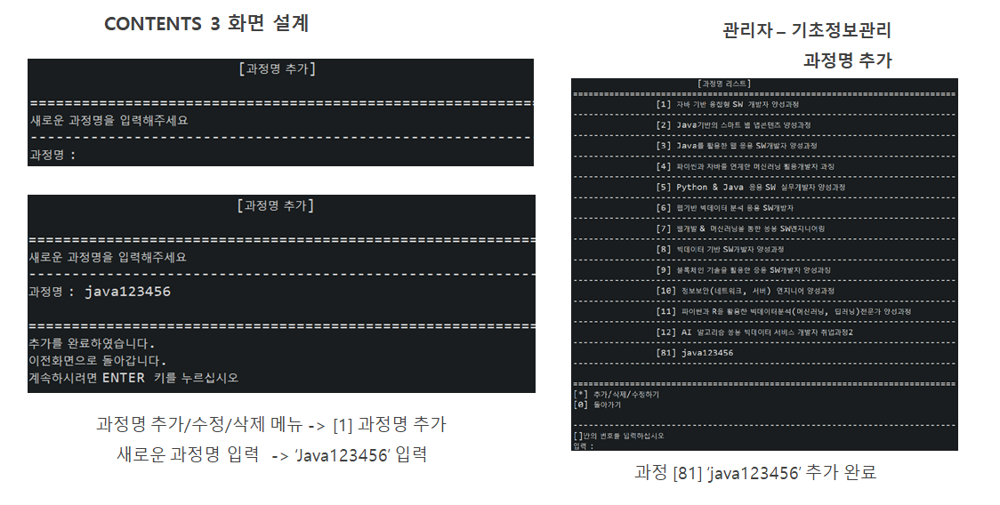 CONTENTS 3 화면 설계
[과정명 추가]
새로운 과정명을 입력해주세요
과정명 :
[과정명 추가]
새로운 과정명을 입력해주세요
과정명 : java123456
추가를 완료하였습니다.
이전화면으로 돌아갑니다.
계속하시려면 ENTER 키를 누르십시오
과정명 추가/수정/삭제 메뉴 -> [1] 과정명 추가
새로운 과정명 입력 -> ‘Java123456’ 입력
관리자 – 기초정보관리
과정명 추가
[과정명 리스트]
[1] 자바 기반 융합형 SW 개발자 양성과정
[2] Java기반의 스마트 웹 앱콘텐츠 양성과정
[3] Java를 활용한 웹 응용 SW개발자 양성과정
[4] 파이썬과 자바를 연계한 머신러닝 활용개발자 과정
[5] Python & Java 응용 SW 실무개발자 양성과정
[6] 웹기반 빅데이터 분석 응용 SW개발자
[7] 웹개발 & 머신러닝을 통한 응용 SW엔지니어링
[8] 빅데이터 기반 SW개발자 양성과정
[9] 블록체인 기술을 활용한 응용 SW개발자 양성과정
[10] 정보보안(네트워크, 서버) 엔지니어 양성과정
[11] 파이썬과 R을 활용한 빅데이터분석(머신러닝, 딥러닝)전문가 양성과정
[12] AI 알고리즘 응용 빅데이터 서비스 개발자 취업과정2
[81] java123456
[*] 추가/삭제/수정하기
[0] 돌아가기
[]안의 번호를 입력하십시오
입력 :
과정 [81] ‘java123456’ 추가 완료